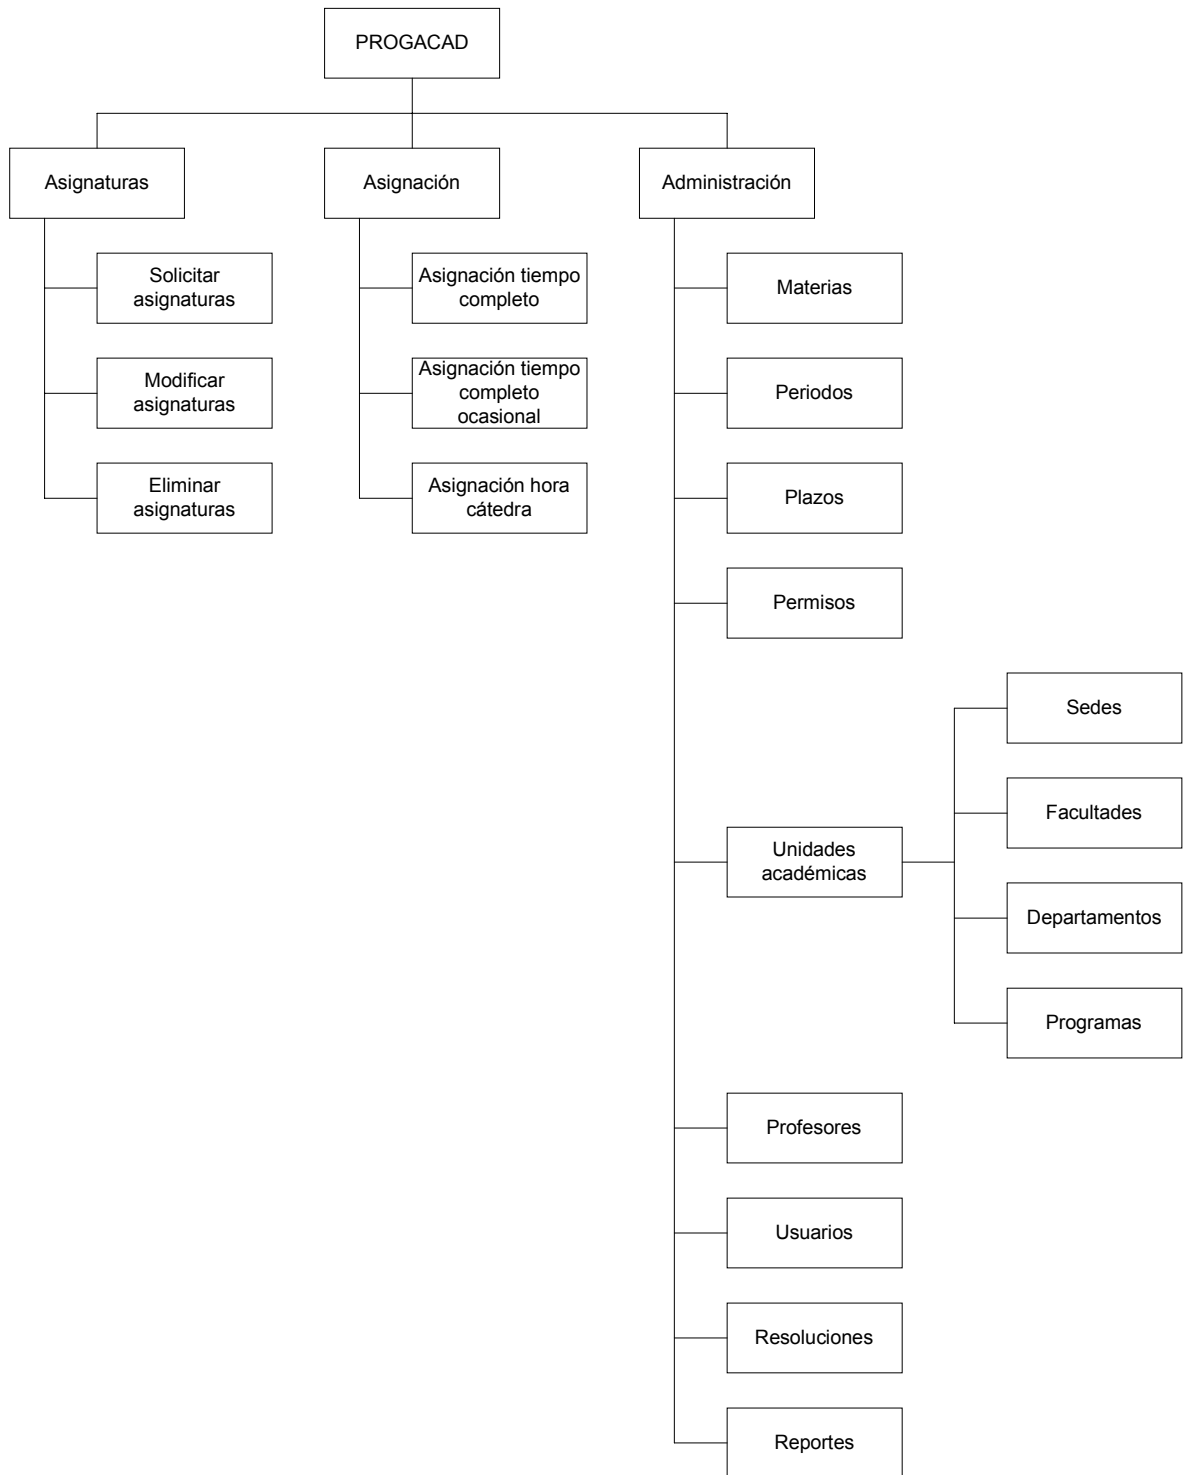 PROGACAD
Asignaturas
Asignación
Administración
Solicitar
asignaturas
Modificar
asignaturas
Eliminar
asignaturas
Asignación tiempo
completo
Asignación tiempo
completo
ocasional
Asignación hora
cátedra
Materias
Periodos
Plazos
Permisos
Unidades
académicas
Sedes
Facultades
Departamentos
Programas
Profesores
Usuarios
Resoluciones
Reportes